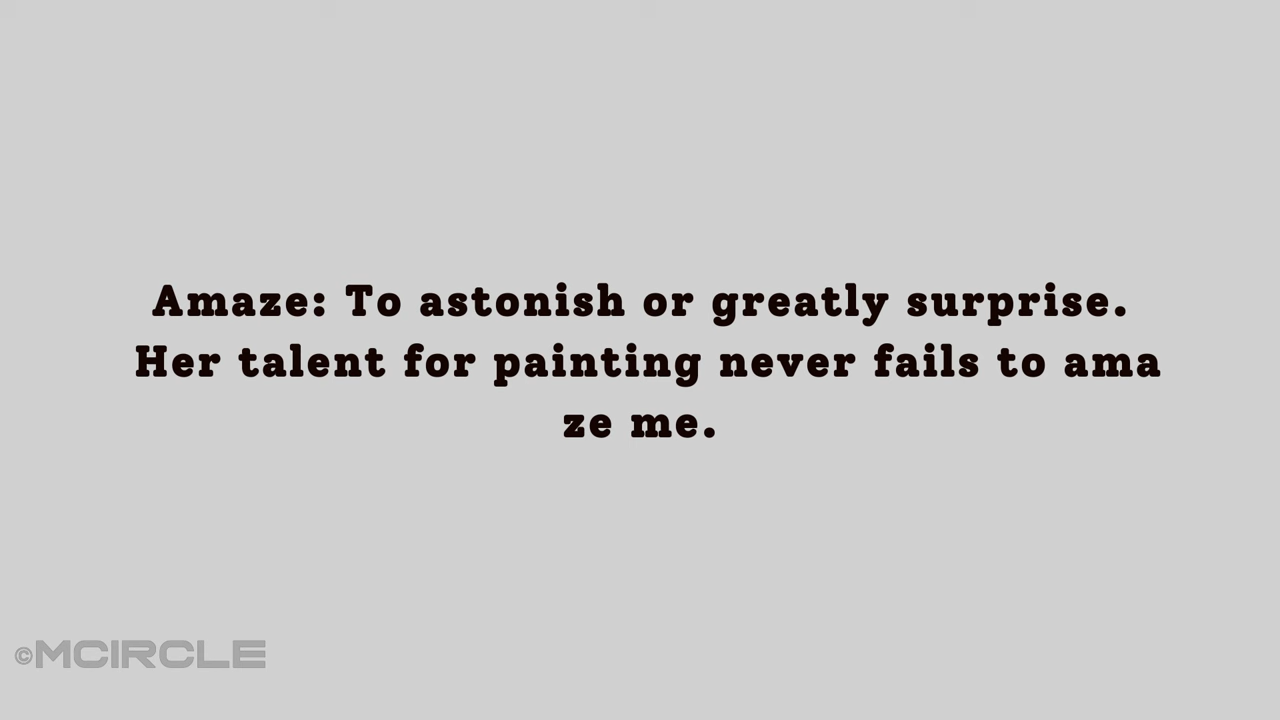 Amaze: To astonish or greatly surprise.
Her talent for painting never fails to ama
ze me.
©MCIRCLE